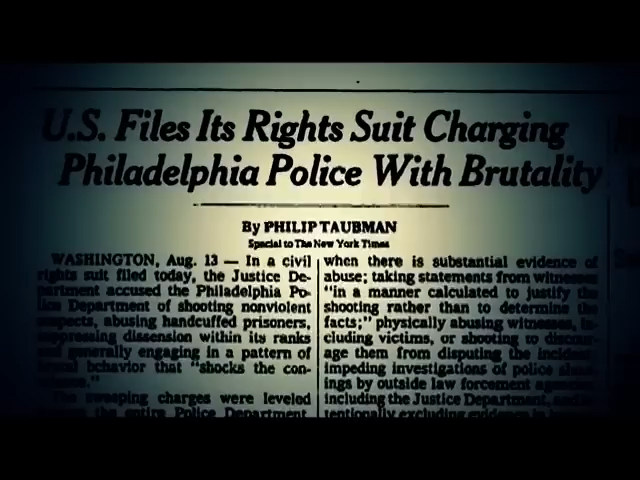 U.S. Files Its Rights Suit Charging
Philadelphia Police With Brutality
By PHILIP TAUBMAN
Special to The New York Times
WASHINGTON, Aug. 13 — In a civil
rights suit filed today, the Justice De-
partment accused the Philadelphia Po-
lice Department of shooting nonviolent
suspects, abusing handcuffed prisoners,
suppressing dissension within its ranks
and generally engaging in a pattern of
brutal behavior that "shocks the con-
science."
The sweeping charges were leveled
the entire Police Department,
when there is substantial evidence of
abuse; taking statements from witnesses
"in a manner calculated to justify the
shooting rather than to determine the
facts;" physically abusing witnesses, in-
cluding victims, or shooting to discour-
age them from disputing the incident
impeding investigations of police shoot-
ings by outside law forcement agencies
including the Justice Department, and in-
tentionally excluding evidence